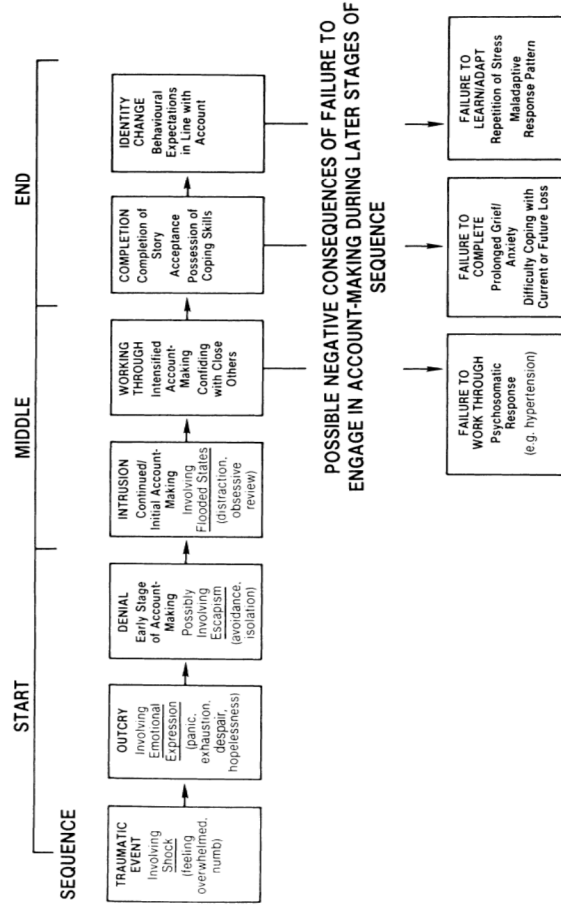 SEQUENCE
START
MIDDLE
END
TRAUMATIC
EVENT
Involving
Shock
(feeling
overwhelmed,
numb)
OUTCRY
Involving
Emotional
Expression
(panic,
exhaustion,
despair,
hopelessness)
DENIAL
Early Stage
of Account-
Making
Possibly
Involving
Escapism
(avoidance,
isolation)
INTRUSION
Continued/
Initial Account-
Making
Involving
Flooded States
(distraction,
obsessive
review)
WORKING
THROUGH
Intensified
Account-
Making
Confiding
with Close
Others
COMPLETION
Completion of
Story
Acceptance
Possession of
Coping Skills
IDENTITY
CHANGE
Behavioural
Expectations
in Line with
Account
POSSIBLE NEGATIVE CONSEQUENCES OF FAILURE TO
ENGAGE IN ACCOUNT-MAKING DURING LATER STAGES OF
SEQUENCE
FAILURE TO
WORK THROUGH
Psychosomatic
Response
(e.g. hypertension)
FAILURE TO
COMPLETE
Prolonged Grief/
Anxiety
Difficulty Coping with
Current or Future Loss
FAILURE TO
LEARN/ADAPT
Repetition of Stress
Maladaptive
Response Pattern